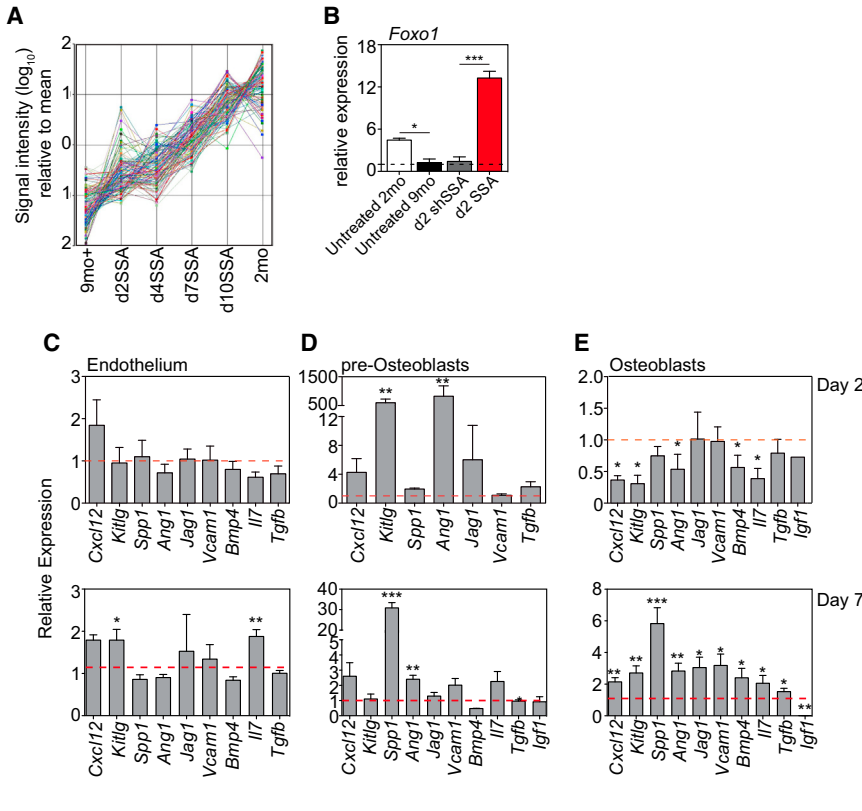 A
Signal intensity (log10)
relative to mean
2
1
0
1
2
9mo+
d2SSA
d4SSA
d7SSA
d10SSA
2mo
B
Foxo1
relative expression
18
12
6
0
*
***
Untreated 2mo
Untreated 9mo
d2 shSSA
d2 SSA
Relative Expression
C
Endothelium
3
2
1
0
Cxcl12
Kitlg
Spp1
Ang1
Jag1
Vcam1
Bmp4
Il7
Tgfb
D
pre-Osteoblasts
1500
500
12
8
4
0
**
**
Cxcl12
Kitlg
Spp1
Ang1
Jag1
Vcam1
Tgfb
E
Osteoblasts
Day 2
2.0
1.5
1.0
0.5
0
*
*
*
*
*
Cxcl12
Kitlg
Spp1
Ang1
Jag1
Vcam1
Bmp4
Il7
Tgfb
Igf1
3
2
1
0
*
**
Cxcl12
Kitlg
Spp1
Ang1
Jag1
Vcam1
Bmp4
Il7
Tgfb
40
30
20
5
4
3
2
1
0
***
**
*
Cxcl12
Kitlg
Spp1
Ang1
Jag1
Vcam1
Bmp4
Il7
Tgfb
Igf1
Day 7
8
6
4
2
0
**
**
***
**
*
*
*
*
*
**
Cxcl12
Kitlg
Spp1
Ang1
Jag1
Vcam1
Bmp4
Il7
Tgfb
Igf1